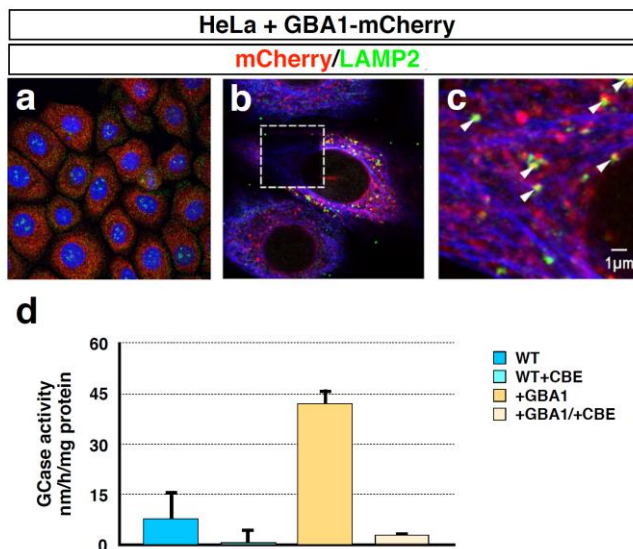 HeLa + GBA1-mCherry
mCherry/LAMP2
a
b
c
1μm
d
GCase activity
nm/h/mg protein
60
45
30
15
0
WT
WT+CBE
+GBA1
+GBA1/+CBE